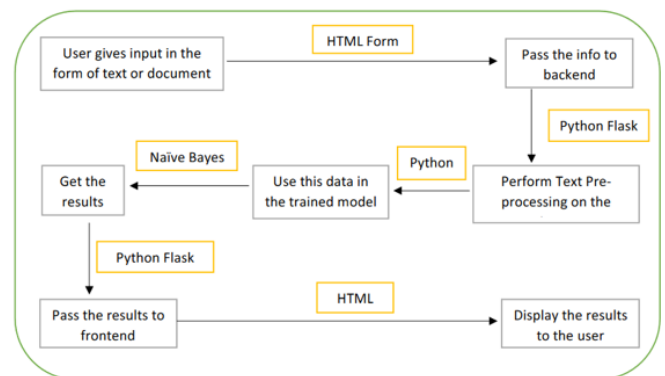 User gives input in the
form of text or document
HTML Form
Pass the info to
backend
Python Flask
Perform Text Pre-
processing on the
Python
Use this data in
the trained model
Naïve Bayes
Get the
results
Python Flask
Pass the results to
frontend
HTML
Display the results
to the user